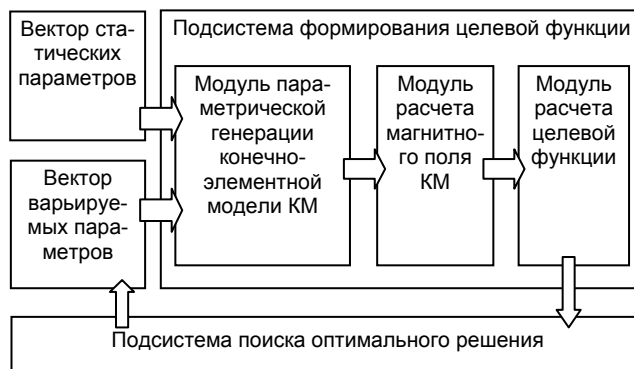 Вектор ста-
тических
параметров
Подсистема формирования целевой функции
Модуль пара-
метрической
генерации
конечно-
элементной
модели КМ
Модуль
расчета
магнитно-
го поля
КМ
Модуль
расчета
целевой
функции
Вектор
варьируе-
мых пара-
метров
Подсистема поиска оптимального решения